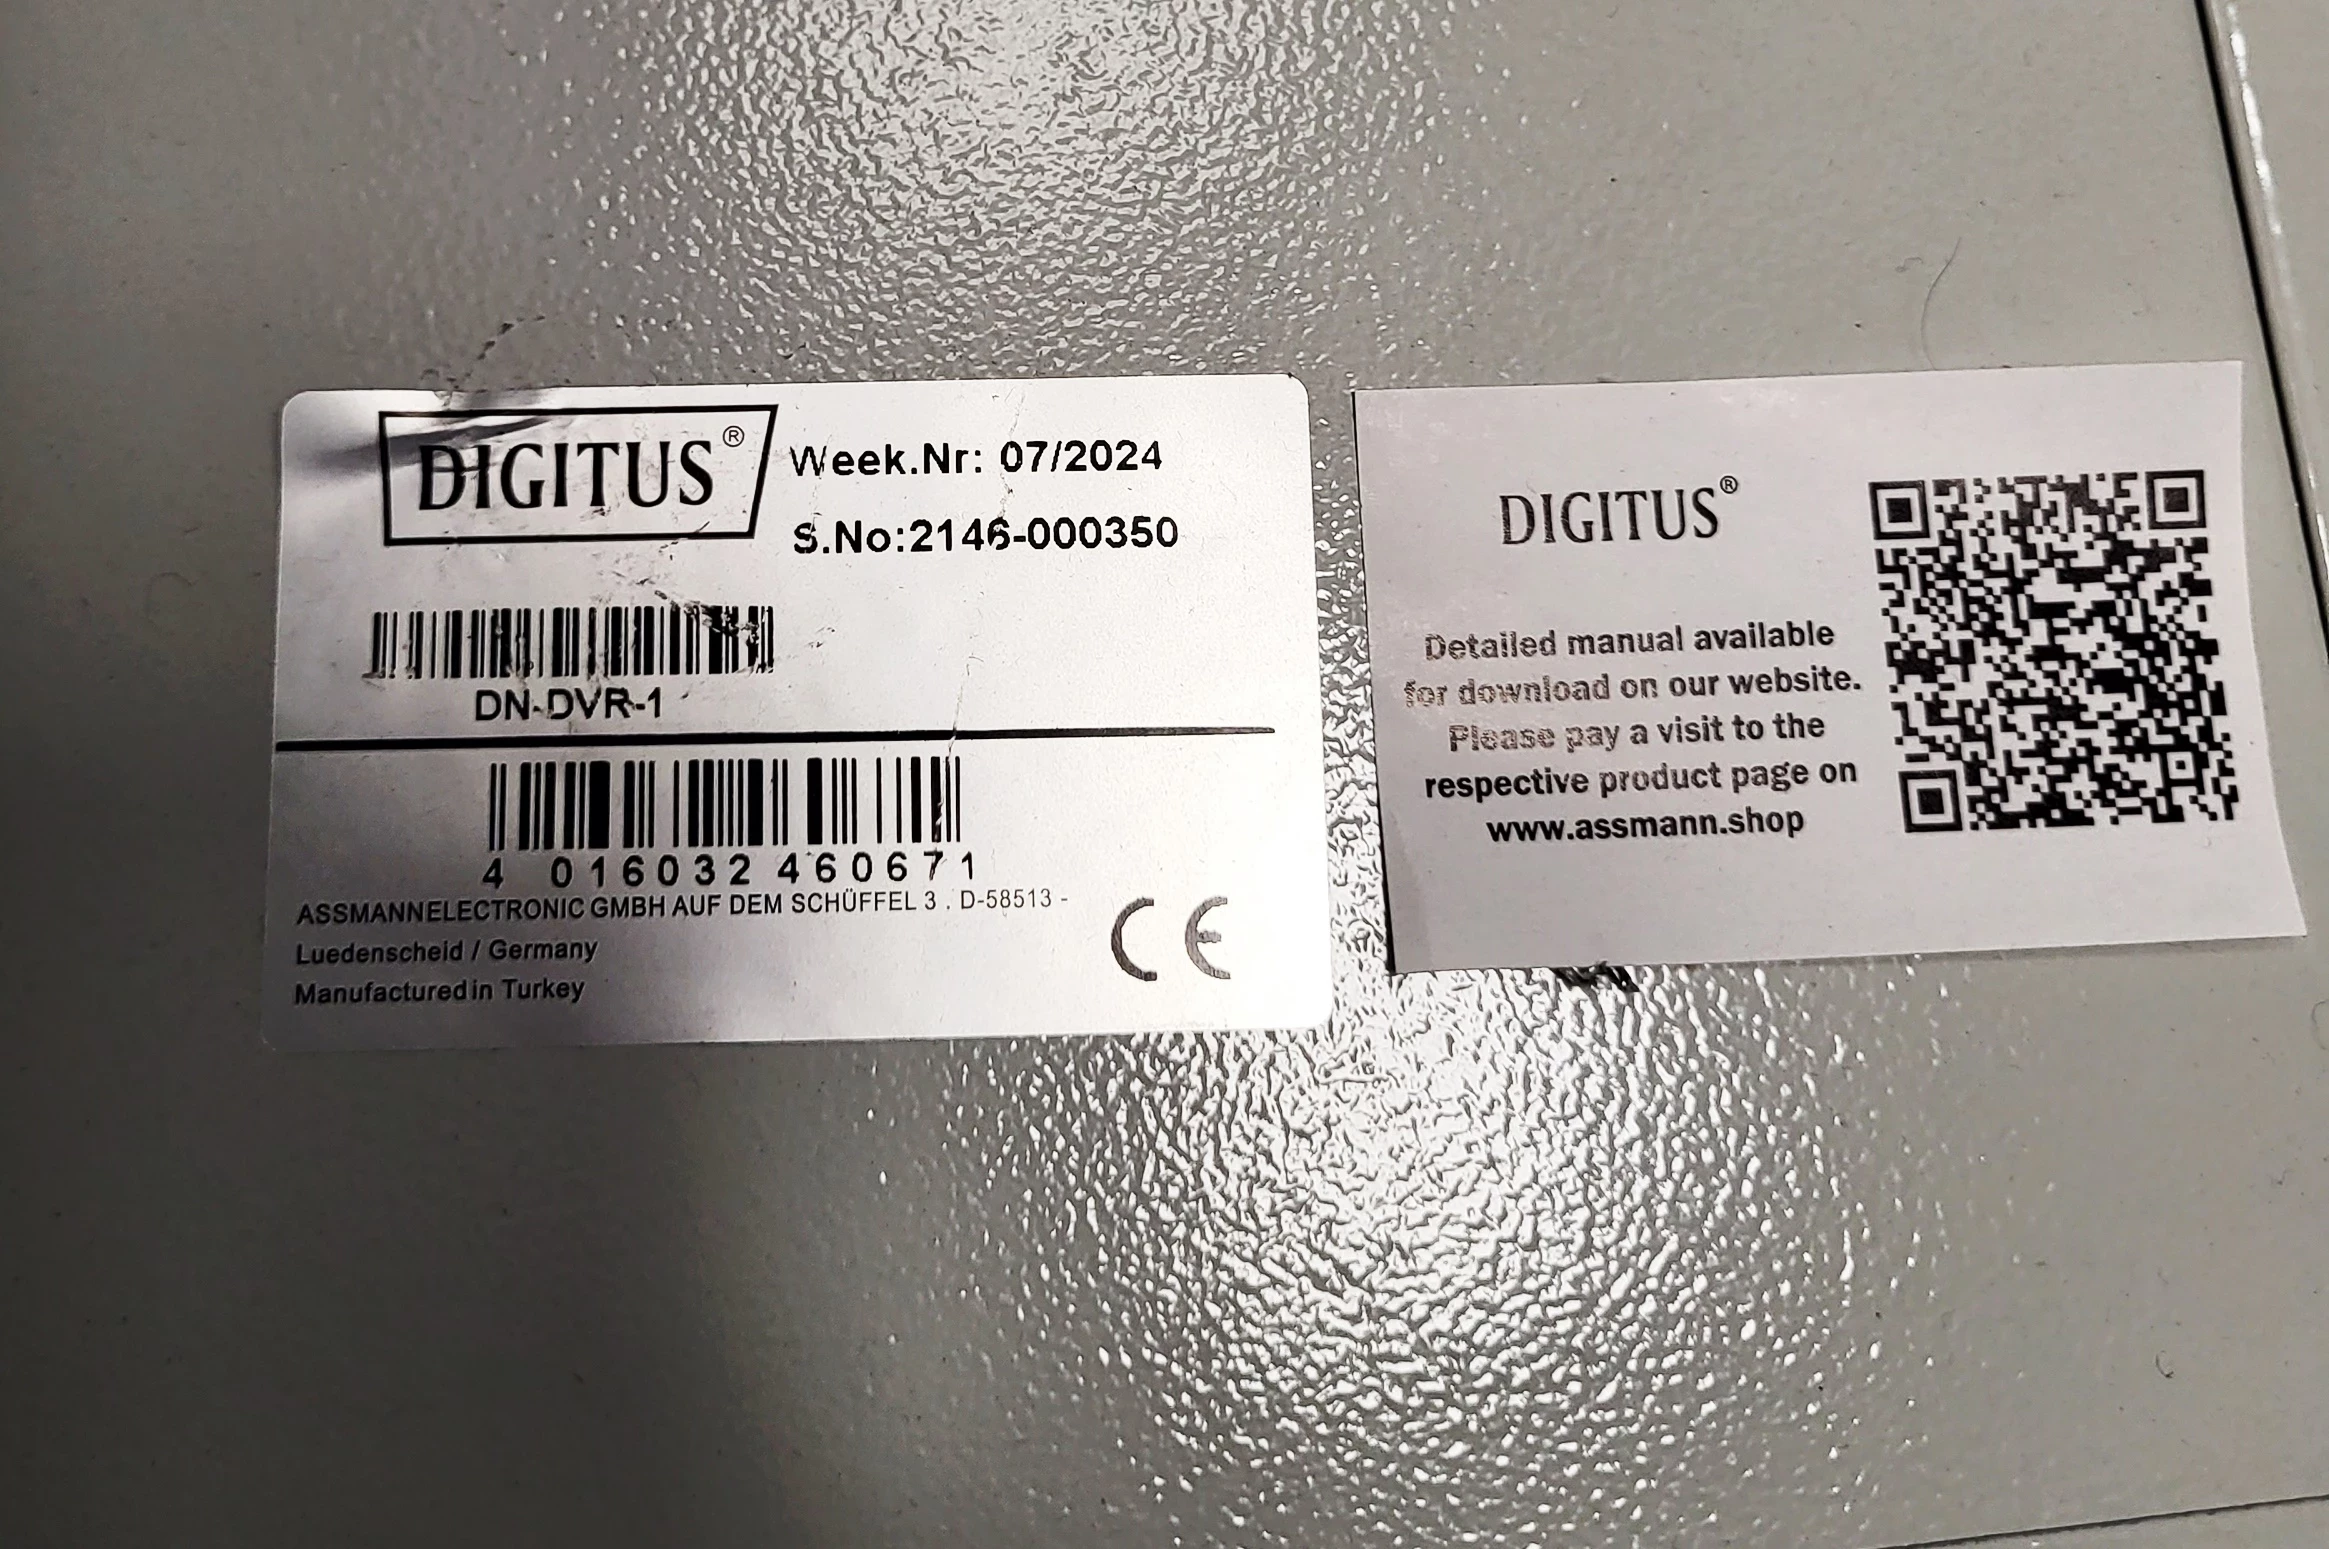 DIGITUS®
Week.Nr: 07/2024
S.No:2146-000350
DN-DVR-1
4 016032 460671
ASSMANNELECTRONIC GMBH AUF DEM SCHÜFFEL 3 . D-58513 -
Luedenscheid / Germany
Manufactured in Turkey
CE
DIGITUS®
Detailed manual available
for download on our website.
Please pay a visit to the
respective product page on
www.assmann.shop